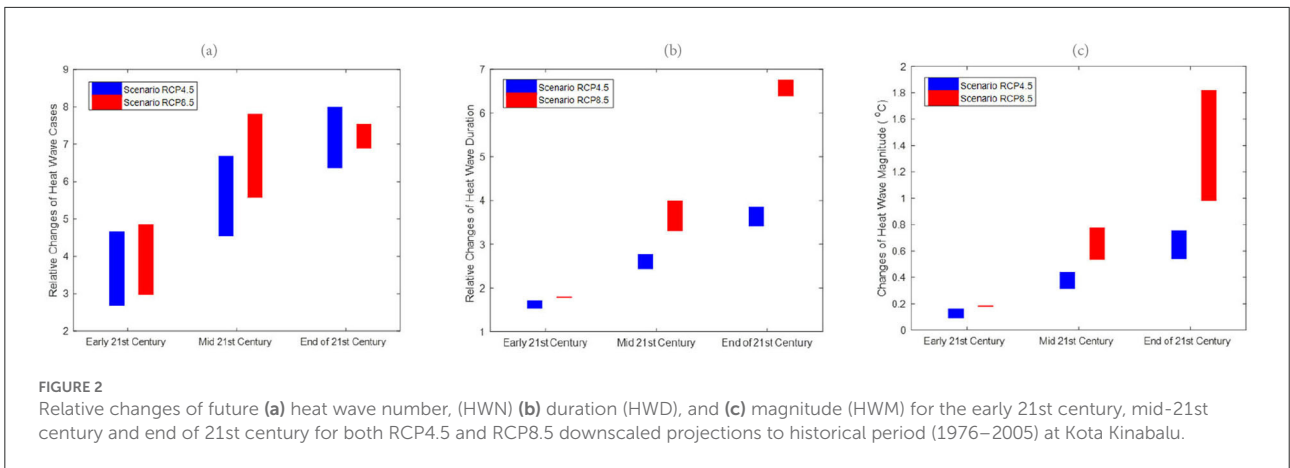 (a)
Relative Changes of Heat Wave Cases
9
8
7
6
5
4
3
2
Scenario RCP4.5
Scenario RCP8.5
Early 21st Century
Mid 21st Century
End of 21st Century
(b)
Relative Changes of Heat Wave Duration
7
6
5
4
3
2
1
Scenario RCP4.5
Scenario RCP8.5
Early 21st Century
Mid 21st Century
End of 21st Century
(c)
Changes of Heat Wave Magnitude (°C)
2
1.8
1.6
1.4
1.2
1
0.8
0.6
0.4
0.2
0
Scenario RCP4.5
Scenario RCP8.5
Early 21st Century
Mid 21st Century
End of 21st Century
FIGURE 2
Relative changes of future (a) heat wave number, (HWN) (b) duration (HWD), and (c) magnitude (HWM) for the early 21st century, mid-21st
century and end of 21st century for both RCP4.5 and RCP8.5 downscaled projections to historical period (1976–2005) at Kota Kinabalu.